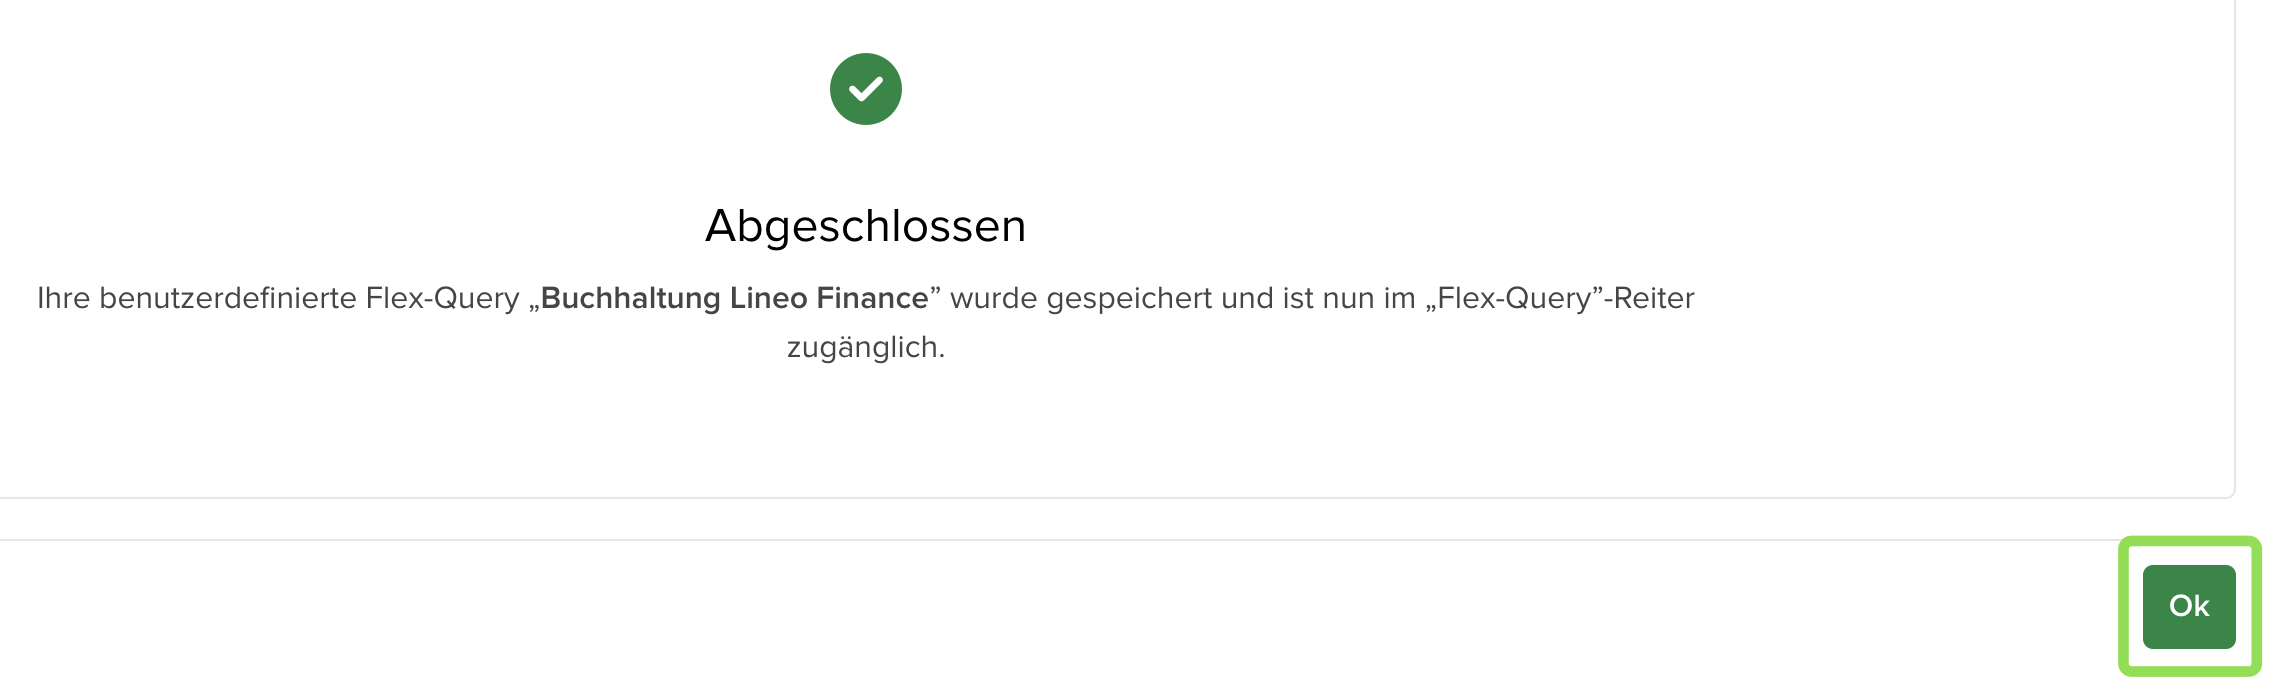 Abgeschlossen
Ihre benutzerdefinierte Flex-Query „Buchhaltung Lineo Finance” wurde gespeichert und ist nun im „Flex-Query”-Reiter
zugänglich.
Ok